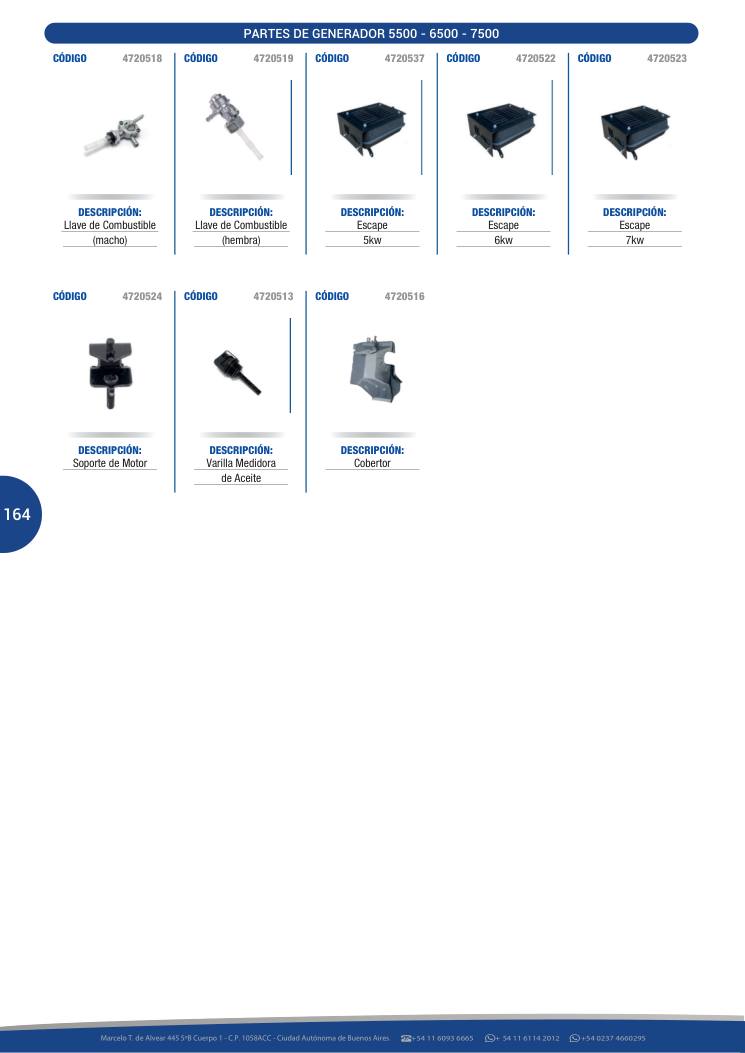 PARTES DE GENERADOR 5500 - 6500 - 7500
CÓDIGO 4720518
DESCRIPCIÓN:
Llave de Combustible
(macho)
CÓDIGO 4720519
DESCRIPCIÓN:
Llave de Combustible
(hembra)
CÓDIGO 4720537
DESCRIPCIÓN:
Escape
5kw
CÓDIGO 4720522
DESCRIPCIÓN:
Escape
6kw
CÓDIGO 4720523
DESCRIPCIÓN:
Escape
7kw
CÓDIGO 4720524
DESCRIPCIÓN:
Soporte de Motor
CÓDIGO 4720513
DESCRIPCIÓN:
Varilla Medidora
de Aceite
CÓDIGO 4720516
DESCRIPCIÓN:
Cobertor
164
Marcelo T. de Alvear 445 5ºB Cuerpo 1 - C.P. 1058ACC - Ciudad Autónoma de Buenos Aires +54 11 6093 6665 + 54 11 6114 2012 +54 0237 4660295